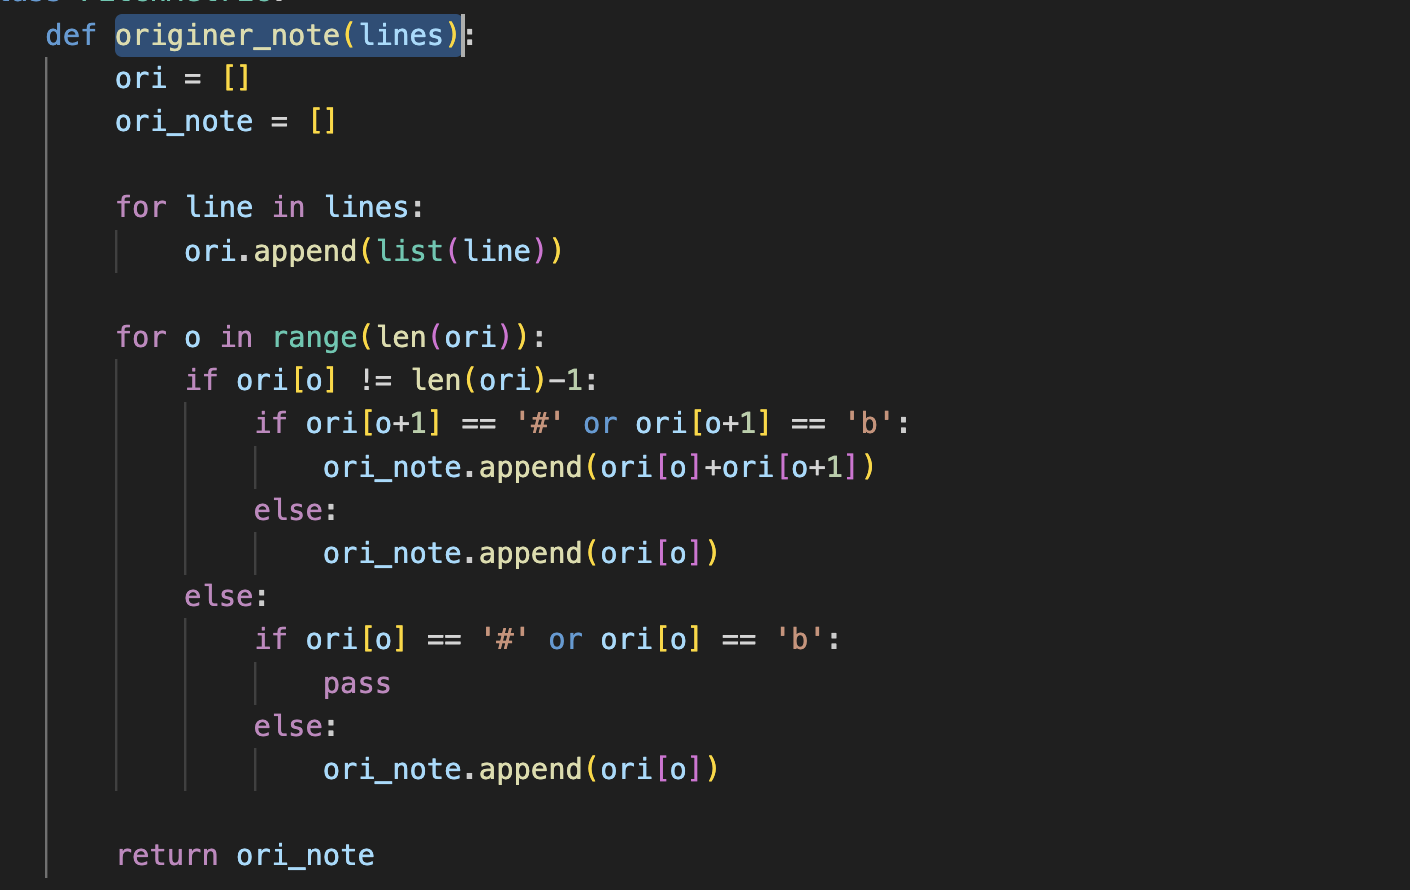 def originer_note(lines):
ori = []
ori_note = []
for line in lines:
ori.append(list(line))
for o in range(len(ori)):
if ori[o] != len(ori)-1:
if ori[o+1] == '#' or ori[o+1] == 'b':
ori_note.append(ori[o]+ori[o+1])
else:
ori_note.append(ori[o])
else:
if ori[o] == '#' or ori[o] == 'b':
pass
else:
ori_note.append(ori[o])
return ori_note